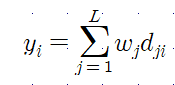 $y_i = \sum_{j=1}^{L} w_j d_{ji}$